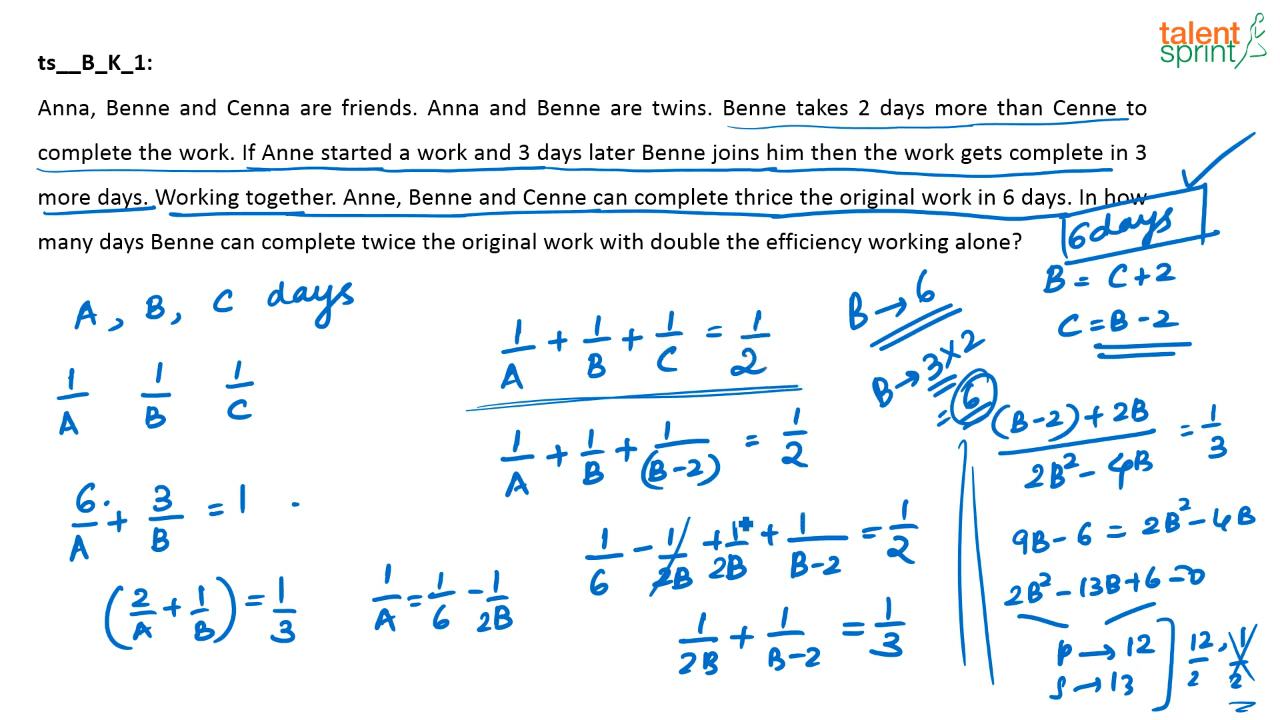 talent
sprint
ts__B_K_1:
Anna, Benne and Cenna are friends. Anna and Benne are twins. Benne takes 2 days more than Cenne to
complete the work. If Anne started a work and 3 days later Benne joins him then the work gets complete in 3
more days. Working together. Anne, Benne and Cenne can complete thrice the original work in 6 days. In how
many days Benne can complete twice the original work with double the efficiency working alone?
6 days
B = C+2
C = B-2
A, B, C days
1/A 1/B 1/C
6/A + 3/B = 1
(2/A + 1/B) = 1/3
1/A = 1/6 - 1/2B
1/A + 1/B + 1/C = 1/2
1/A + 1/B + 1/(B-2) = 1/2
1/6 - 1/2B + 1/2B + 1/B-2 = 1/2
1/2B + 1/B-2 = 1/3
B → 6
B → 3×2
= 6
(B-2) + 2B / 2B² - 4B = 1/3
9B - 6 = 2B² - 4B
2B² - 13B + 6 = 0
P → 12
S → 13
12/2, 1/2